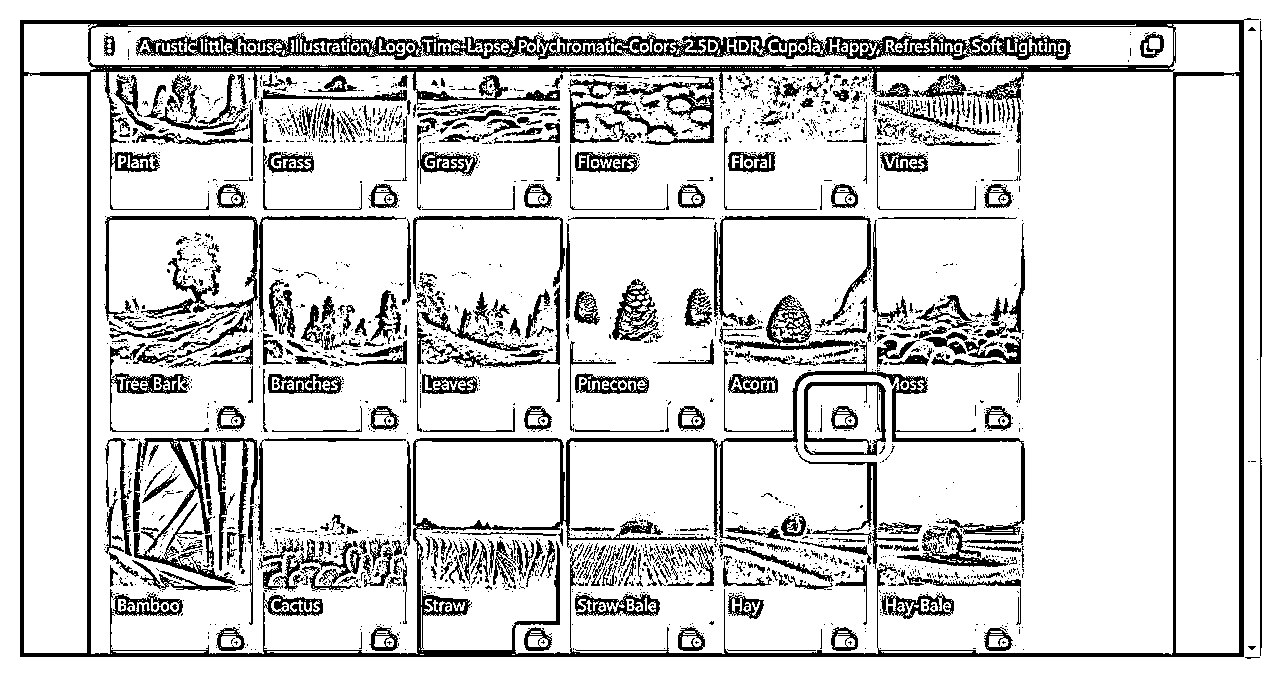 A rustic little house, Illustration, Logo, Time-Lapse, Polychromatic-Colors, 2.5D, HDR, Cupola, Happy, Refreshing, Soft Lighting
Plant Grass Grassy Flowers Floral Vines
Tree Bark Branches Leaves Pinecone Acorn Moss
Bamboo Cactus Straw Straw-Bale Hay Hay-Bale